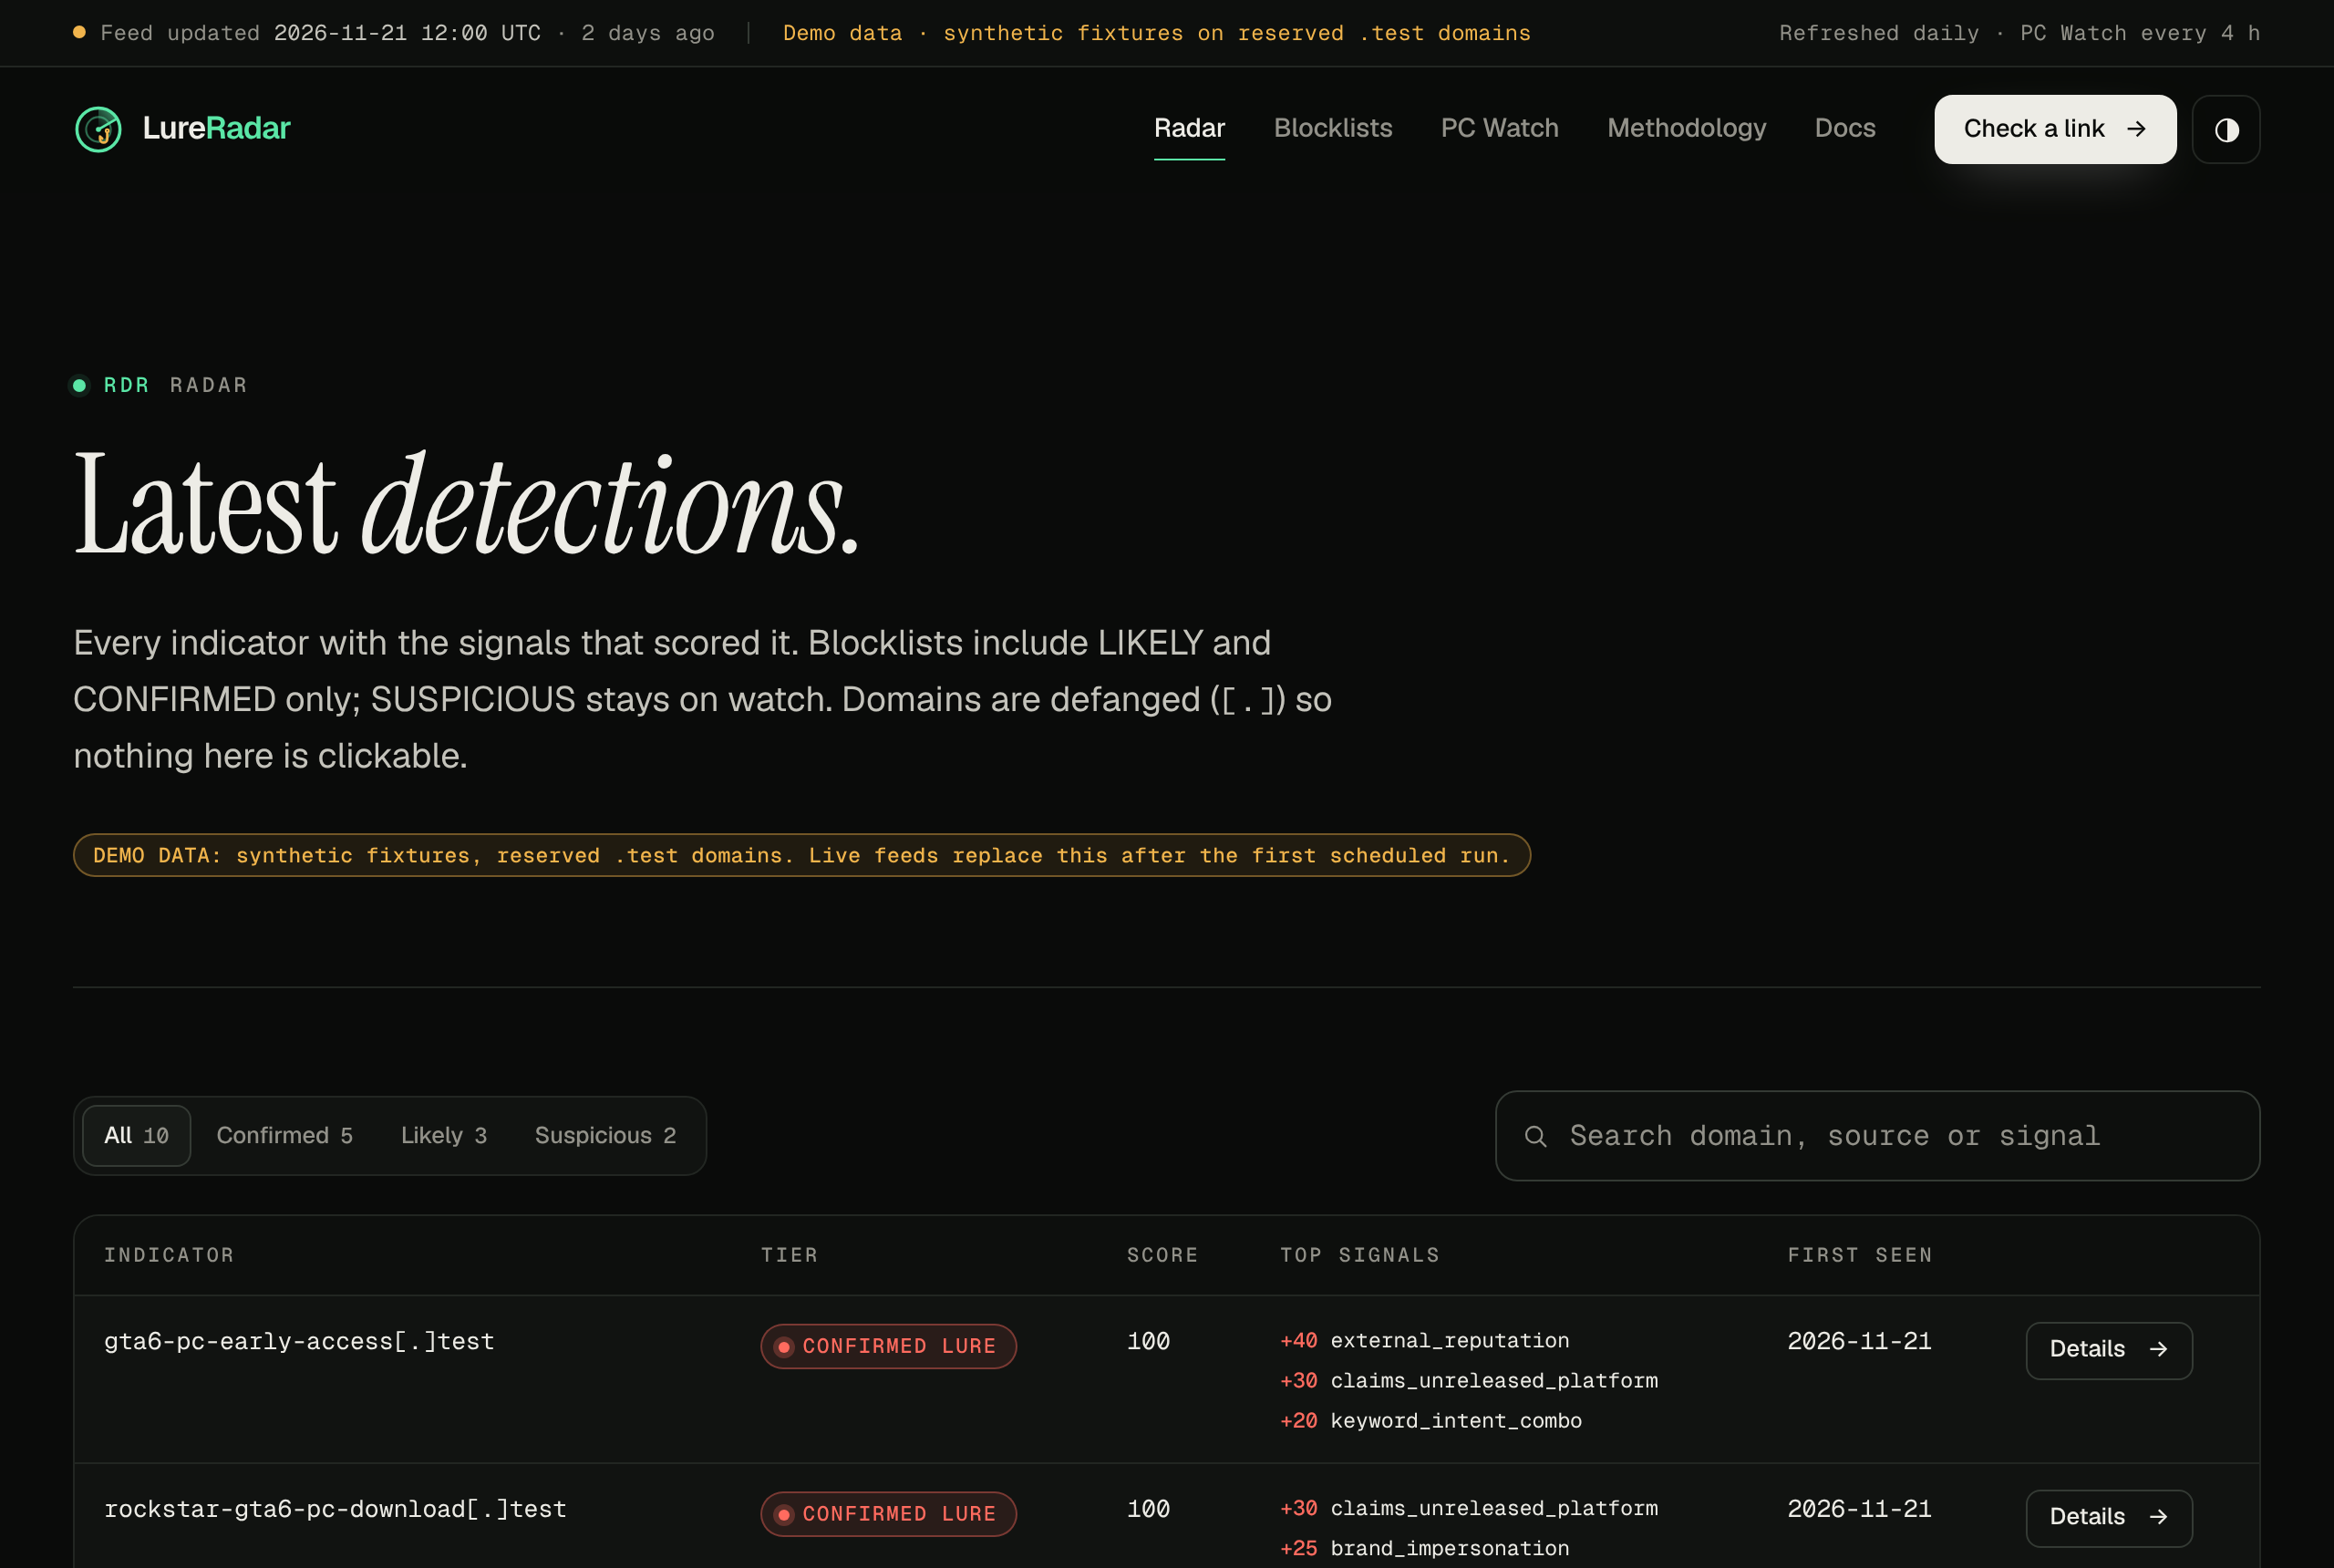 Feed updated 2026-11-21 12:00 UTC · 2 days ago
Demo data · synthetic fixtures on reserved .test domains
Refreshed daily · PC Watch every 4 h
LureRadar
Radar
Blocklists
PC Watch
Methodology
Docs
Check a link →
RDR RADAR
Latest detections.
Every indicator with the signals that scored it. Blocklists include LIKELY and
CONFIRMED only; SUSPICIOUS stays on watch. Domains are defanged ([.]) so
nothing here is clickable.
DEMO DATA: synthetic fixtures, reserved .test domains. Live feeds replace this after the first scheduled run.
All 10
Confirmed 5
Likely 3
Suspicious 2
Search domain, source or signal
INDICATOR TIER SCORE TOP SIGNALS FIRST SEEN
gta6-pc-early-access[.]test CONFIRMED LURE 100 +40 external_reputation 2026-11-21 Details →
+30 claims_unreleased_platform
+20 keyword_intent_combo
rockstar-gta6-pc-download[.]test CONFIRMED LURE 100 +30 claims_unreleased_platform 2026-11-21 Details →
+25 brand_impersonation